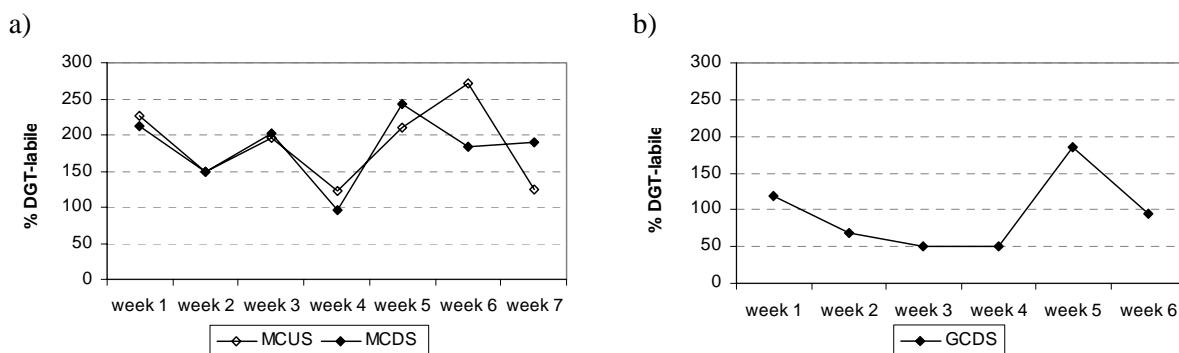 a)
% DGT-labile
300
250
200
150
100
50
0
week 1 week 2 week 3 week 4 week 5 week 6 week 7
MCUS MCDS
b)
% DGT-labile
300
250
200
150
100
50
0
week 1 week 2 week 3 week 4 week 5 week 6
GCDS